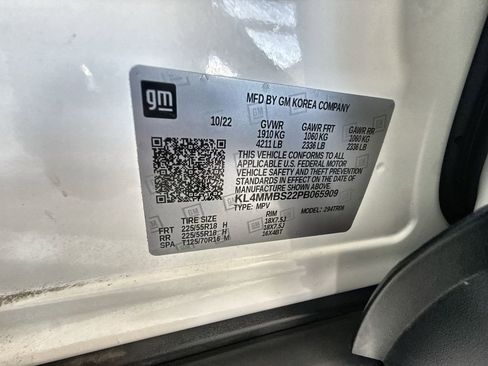 gm
MFD BY GM KOREA COMPANY
10/22 GVWR GAWR FRT GAWR RR
1910 KG 1060 KG 1060 KG
4211 LB 2336 LB 2336 LB
THIS VEHICLE CONFORMS TO ALL
APPLICABLE U.S. FEDERAL MOTOR
VEHICLE SAFETY AND THEFT PREVENTION
STANDARDS IN EFFECT ON THE DATE OF
MANUFACTURE SHOWN ABOVE.
KL4MMBS22PB065909
TYPE: MPV MODEL: 294TR06
TIRE SIZE RIM
FRT 225/55R18 H 18X7.5J
RR 225/55R18 H 18X7.5J
SPA T125/70R16 M 16X4BT